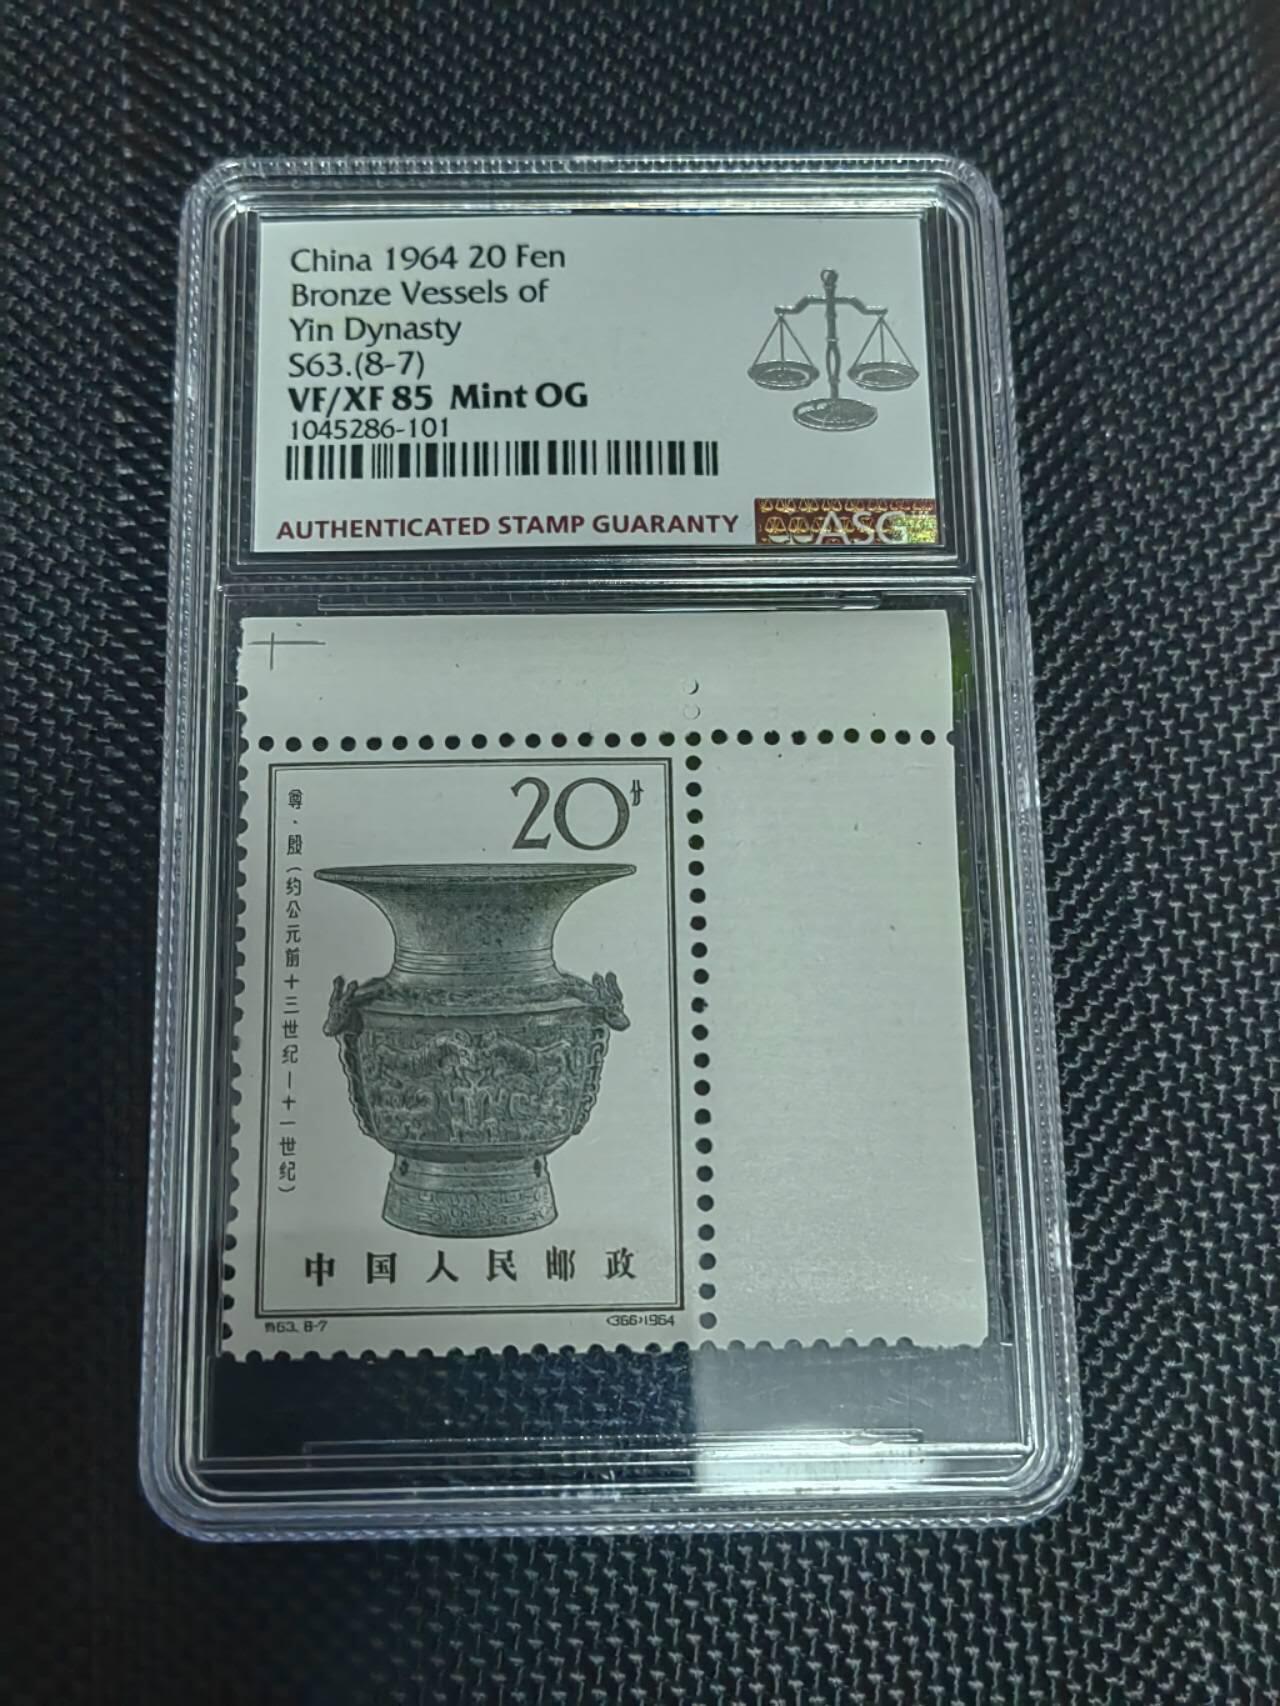 China 1964 20 Fen
Bronze Vessels of
Yin Dynasty
S63.(8-7)
VF/XF 85 Mint OG
1045286-101
AUTHENTICATED STAMP GUARANTY
ASG
20分
尊·殷(约公元前十三世纪—十一世纪)
中国人民邮政
特63. 8-7
(366)1964